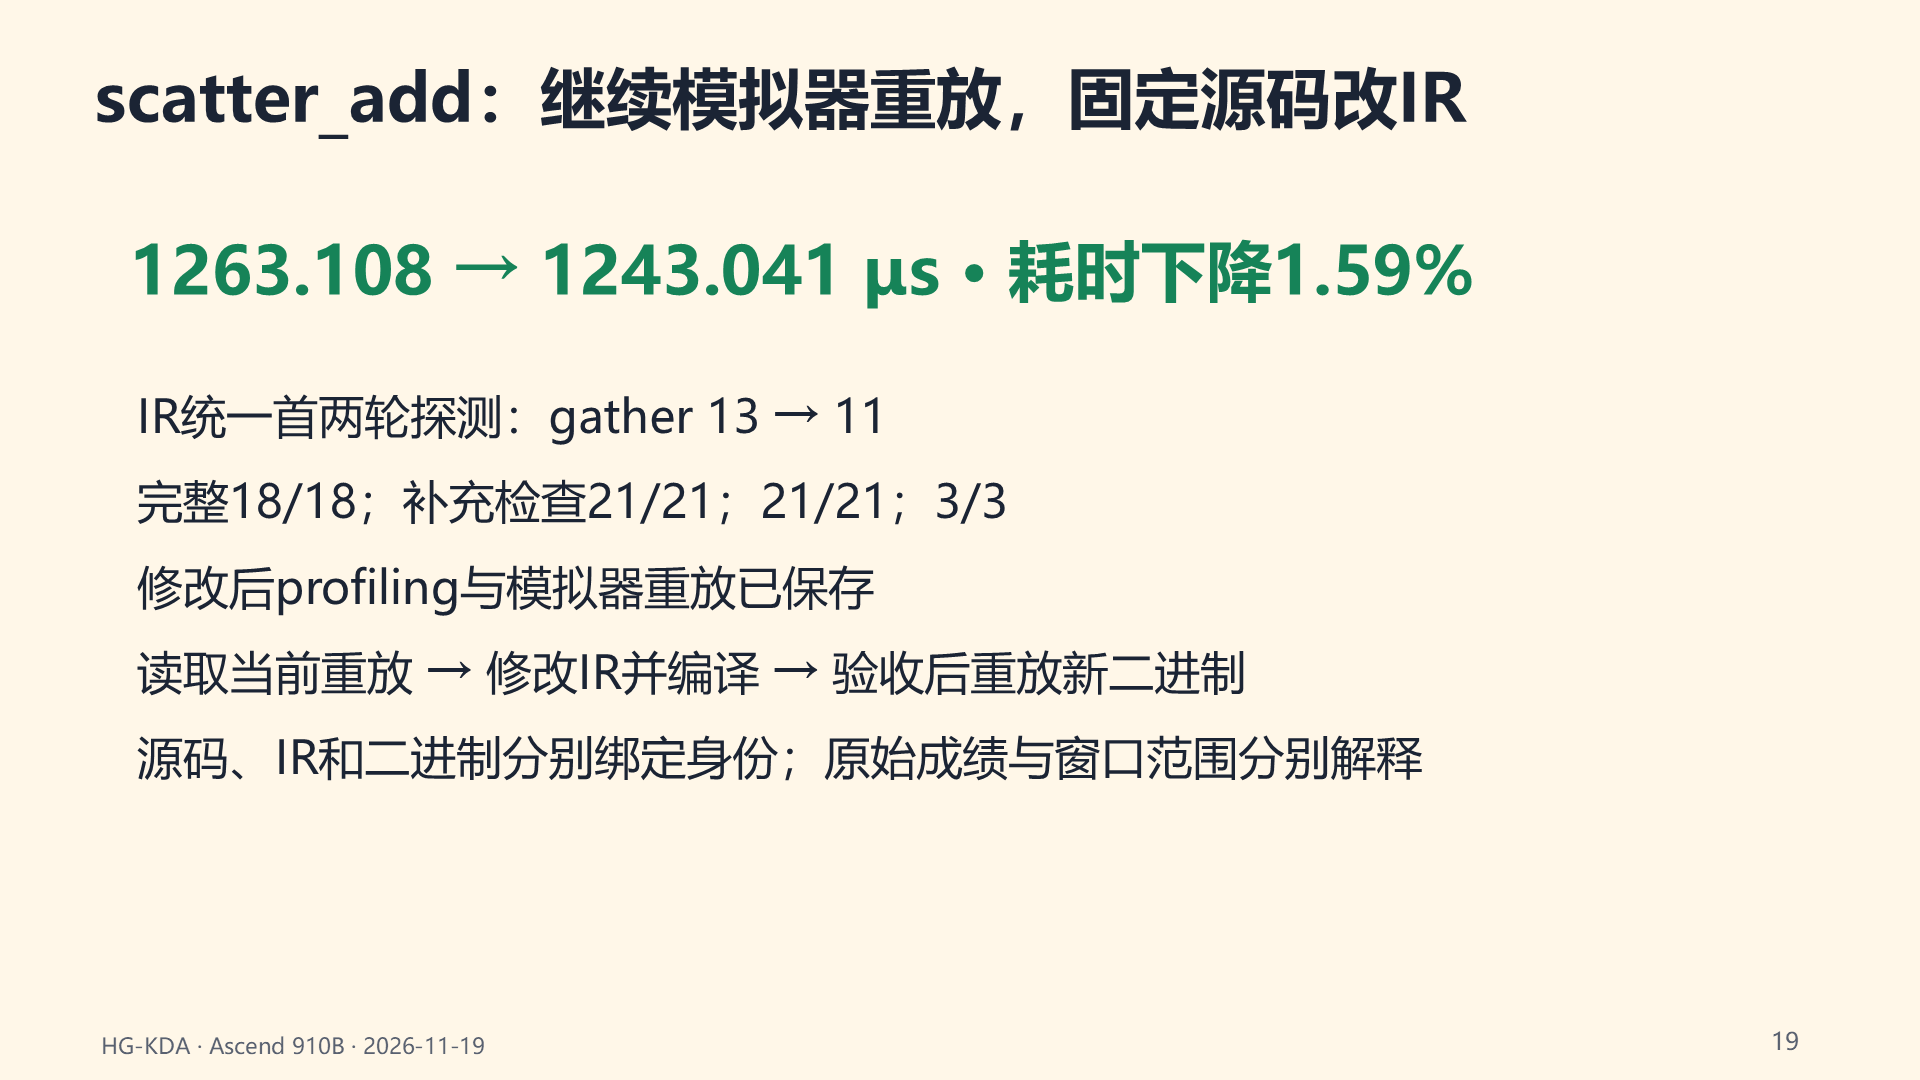 scatter_add：继续模拟器重放，固定源码改IR
1263.108 → 1243.041 μs · 耗时下降1.59%
IR统一首两轮探测：gather 13 → 11
完整18/18；补充检查21/21；21/21；3/3
修改后profiling与模拟器重放已保存
读取当前重放 → 修改IR并编译 → 验收后重放新二进制
源码、IR和二进制分别绑定身份；原始成绩与窗口范围分别解释
HG-KDA · Ascend 910B · 2026-11-19
19